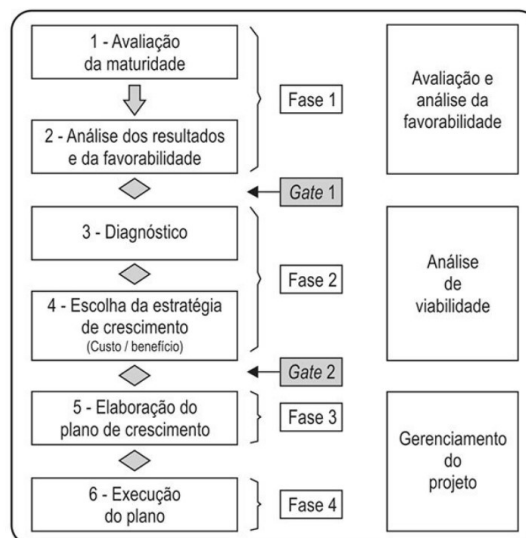 1 - Avaliação
da maturidade
2 - Análise dos resultados
e da favorabilidade
Fase 1
Avaliação e
análise da
favorabilidade
Gate 1
3 - Diagnóstico
4 - Escolha da estratégia
de crescimento
(Custo / benefício)
Fase 2
Análise
de
viabilidade
Gate 2
5 - Elaboração do
plano de crescimento
Fase 3
6 - Execução
do plano
Fase 4
Gerenciamento
do
projeto